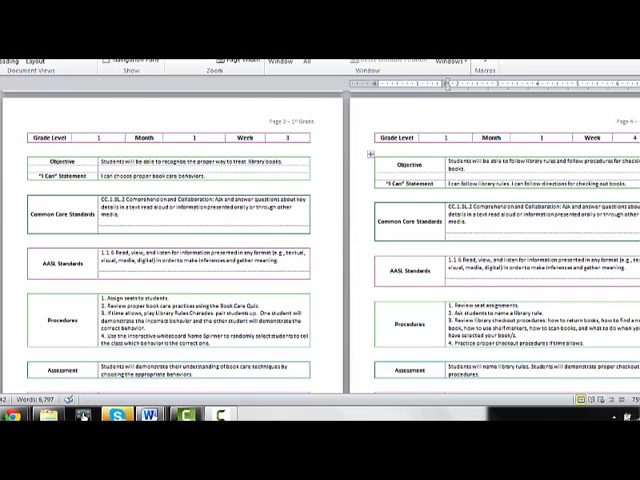 Layout
Navigation Pane
Page Width
Window
All
Reset Window Position
Windows
Document Views
Show
Zoom
Window
Macros
Page 3 – 1st Grade
Grade Level 1 Month 1 Week 3
Objective Students will be able to recognize the proper way to treat library books.
"I Can" Statement I can choose proper book care behaviors.
Common Core Standards
CC.1.SL.2 Comprehension and Collaboration: Ask and answer questions about key
details in a text read aloud or information presented orally or through other
media.
AASL Standards
1.1.6 Read, view, and listen for information presented in any format (e.g., textual,
visual, media, digital) in order to make inferences and gather meaning.
Procedures
1. Assign seats to students.
2. Review proper book care practices using the Book Care Quiz.
3. If time allows, play Library Rules Charades: pair students up. One student will
demonstrate the incorrect behavior and the other student will demonstrate the
correct behavior.
4. Use the interactive whiteboard Name Spinner to randomly select students to tell
the class which behavior is the correct one.
Assessment
Students will demonstrate their understanding of book care techniques by
choosing the appropriate behaviors.
Page 4 –
Grade Level 1 Month 1 Week 4
Objective
Students will be able to follow library rules and follow procedures for
books.
"I Can" Statement I can follow library rules. I can follow directions for checking out books.
Common Core Standards
CC.1.SL.2 Comprehension and Collaboration: Ask and answer
details in a text read aloud or information presented orally or
media.
AASL Standards
1.1.6 Read, view, and listen for information presented in any format
visual, media, digital) in order to make inferences and gather meaning.
Procedures
1. Review seat assignments.
2. Ask students to name a library rule.
3. Review library checkout procedures: how to return books, how to find a
book, how to use shelf markers, how to scan books, and what to do when
have selected your book/s.
4. Practice proper checkout procedures if time allows.
Assessment
Students will name library rules. Students will demonstrate proper
procedures.
42 Words: 6,797